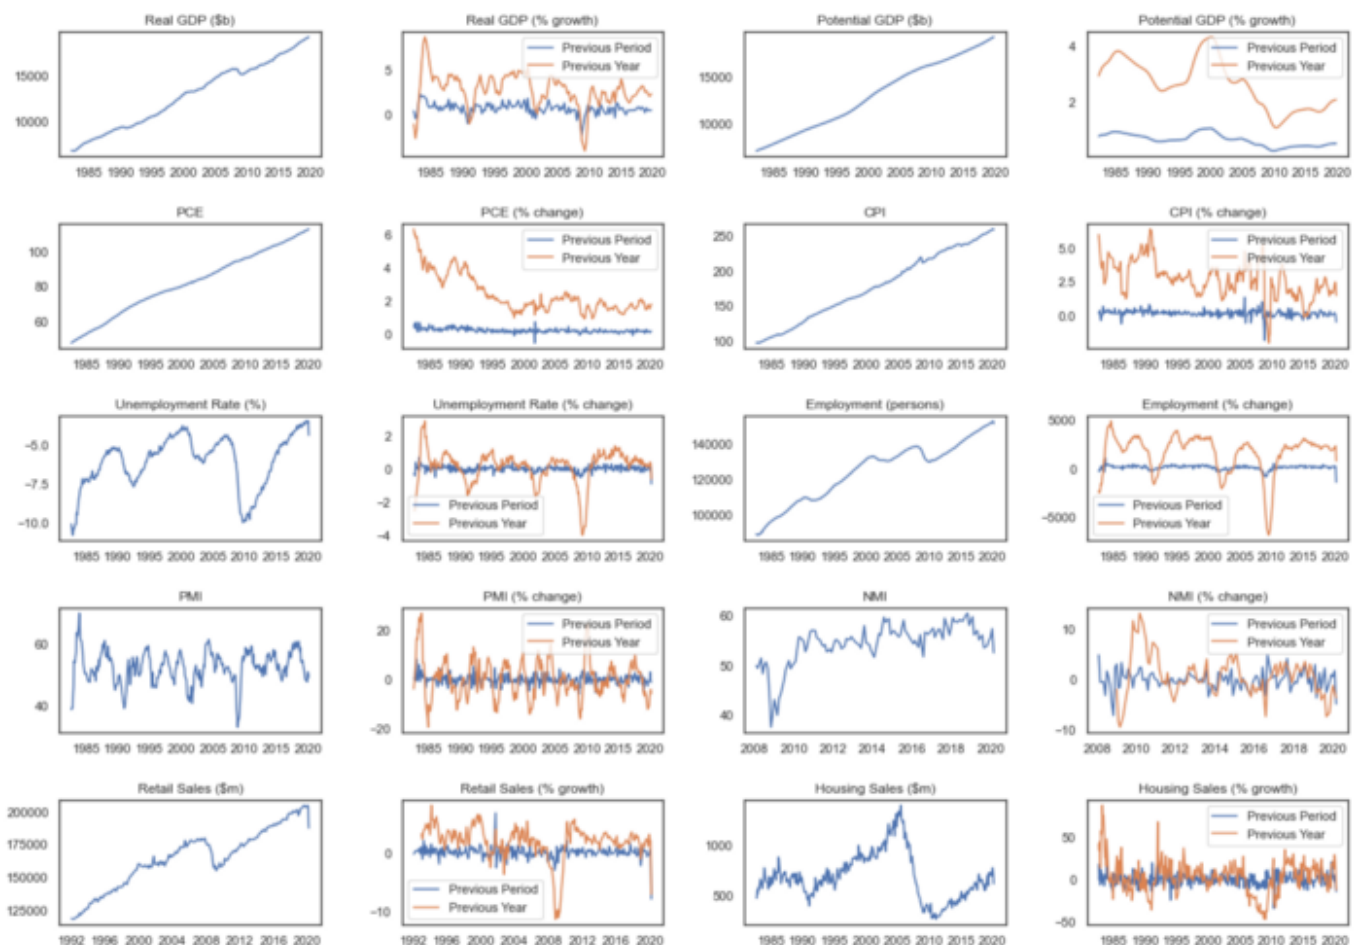 Real GDP ($b) Real GDP (% growth) Potential GDP ($b) Potential GDP (% growth)
15000
10000
1985 1990 1995 2000 2005 2010 2015 2020
5
0
Previous Period
Previous Year
1985 1990 1995 2000 2005 2010 2015 2020
15000
10000
1985 1990 1995 2000 2005 2010 2015 2020
4
2
Previous Period
Previous Year
1985 1990 1995 2000 2005 2010 2015 2020
PCE PCE (% change) CPI CPI (% change)
100
80
60
1985 1990 1995 2000 2005 2010 2015 2020
6
4
2
0
Previous Period
Previous Year
1985 1990 1995 2000 2005 2010 2015 2020
250
200
150
100
1985 1990 1995 2000 2005 2010 2015 2020
5.0
2.5
0.0
Previous Period
Previous Year
1985 1990 1995 2000 2005 2010 2015 2020
Unemployment Rate (%) Unemployment Rate (% change) Employment (persons) Employment (% change)
−5.0
−7.5
−10.0
1985 1990 1995 2000 2005 2010 2015 2020
2
0
−2
−4
Previous Period
Previous Year
1985 1990 1995 2000 2005 2010 2015 2020
140000
120000
100000
1985 1990 1995 2000 2005 2010 2015 2020
5000
0
−5000
Previous Period
Previous Year
1985 1990 1995 2000 2005 2010 2015 2020
PMI PMI (% change) NMI NMI (% change)
60
40
1985 1990 1995 2000 2005 2010 2015 2020
20
0
−20
Previous Period
Previous Year
1985 1990 1995 2000 2005 2010 2015 2020
60
50
40
2008 2010 2012 2014 2016 2018 2020
10
0
−10
Previous Period
Previous Year
2008 2010 2012 2014 2016 2018 2020
Retail Sales ($m) Retail Sales (% growth) Housing Sales ($m) Housing Sales (% growth)
200000
175000
150000
125000
1992 1996 2000 2004 2008 2012 2016 2020
0
−10
Previous Period
Previous Year
1992 1996 2000 2004 2008 2012 2016 2020
1000
500
1985 1990 1995 2000 2005 2010 2015 2020
50
0
−50
Previous Period
Previous Year
1985 1990 1995 2000 2005 2010 2015 2020